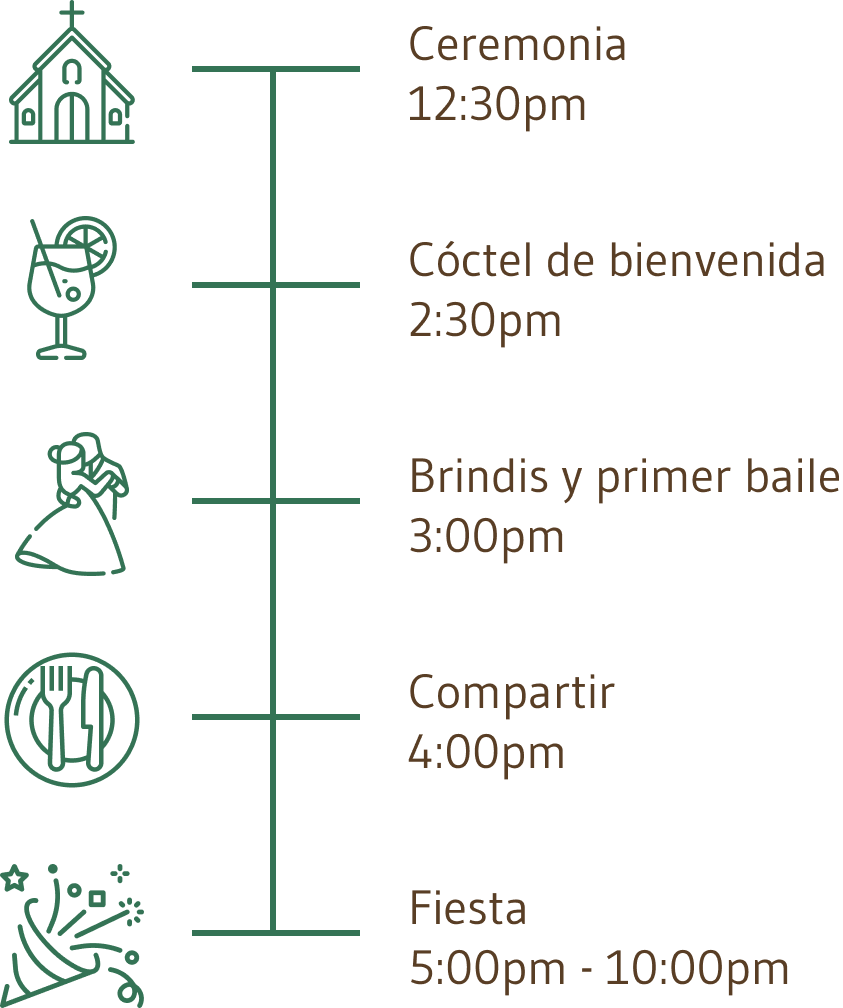 Ceremonia
12:30pm
Cóctel de bienvenida
2:30pm
Brindis y primer baile
3:00pm
Compartir
4:00pm
Fiesta
5:00pm - 10:00pm